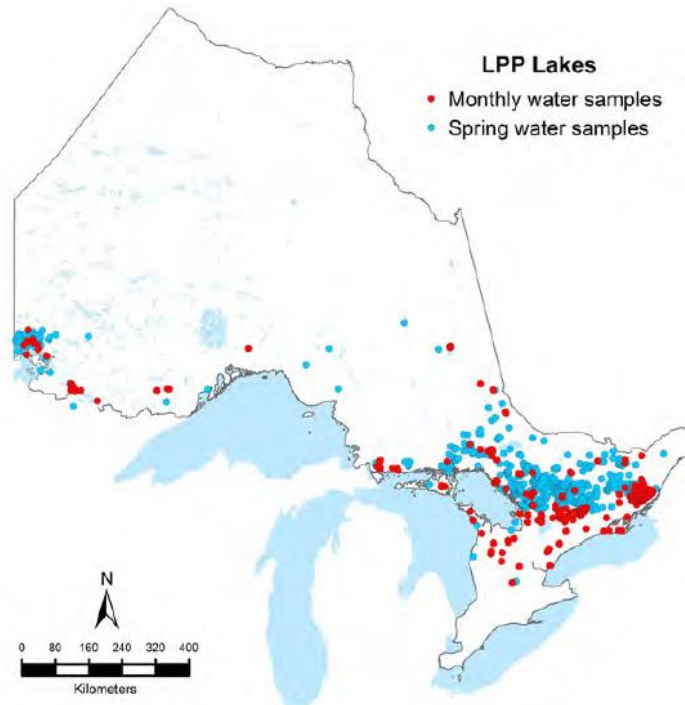 LPP Lakes
Monthly water samples
Spring water samples
N
0 80 160 240 320 400
Kilometers